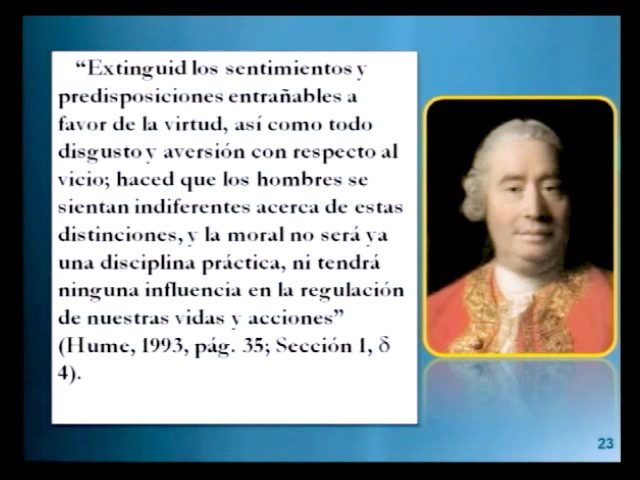 “Extinguid los sentimientos y
predisposiciones entrañables a
favor de la virtud, así como todo
disgusto y aversión con respecto al
vicio; haced que los hombres se
sientan indiferentes acerca de estas
distinciones, y la moral no será ya
una disciplina práctica, ni tendrá
ninguna influencia en la regulación
de nuestras vidas y acciones”
(Hume, 1993, pág. 35; Sección 1, δ
4).
23